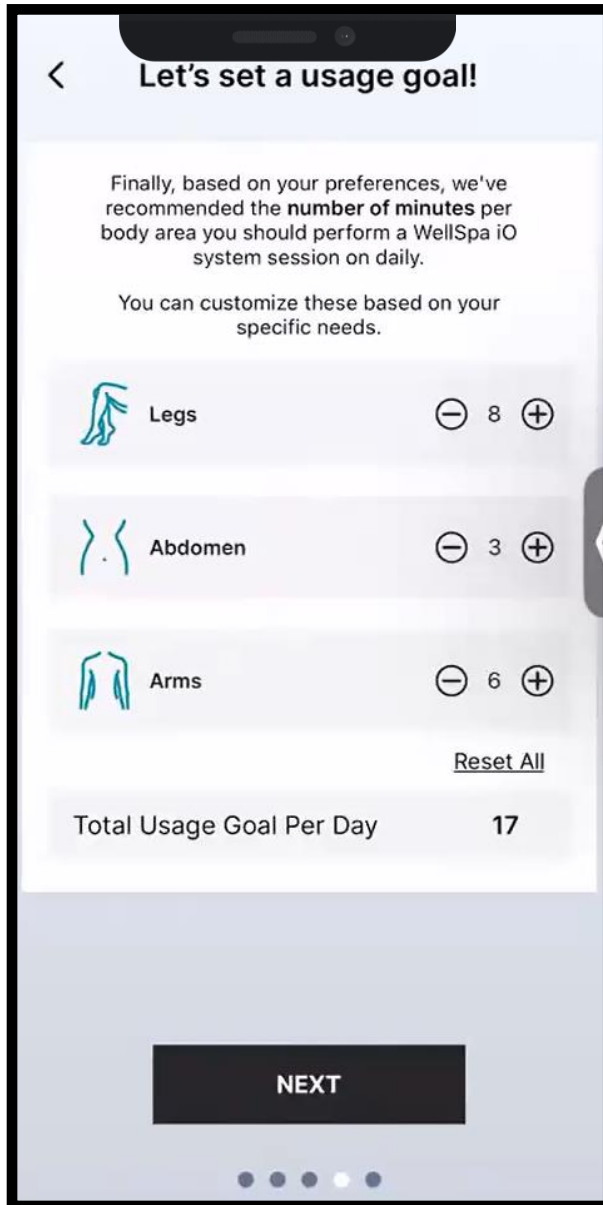 Let's set a usage goal!
Finally, based on your preferences, we've
recommended the number of minutes per
body area you should perform a WellSpa iO
system session on daily.
You can customize these based on your
specific needs.
Legs 8
Abdomen 3
Arms 6
Reset All
Total Usage Goal Per Day 17
NEXT